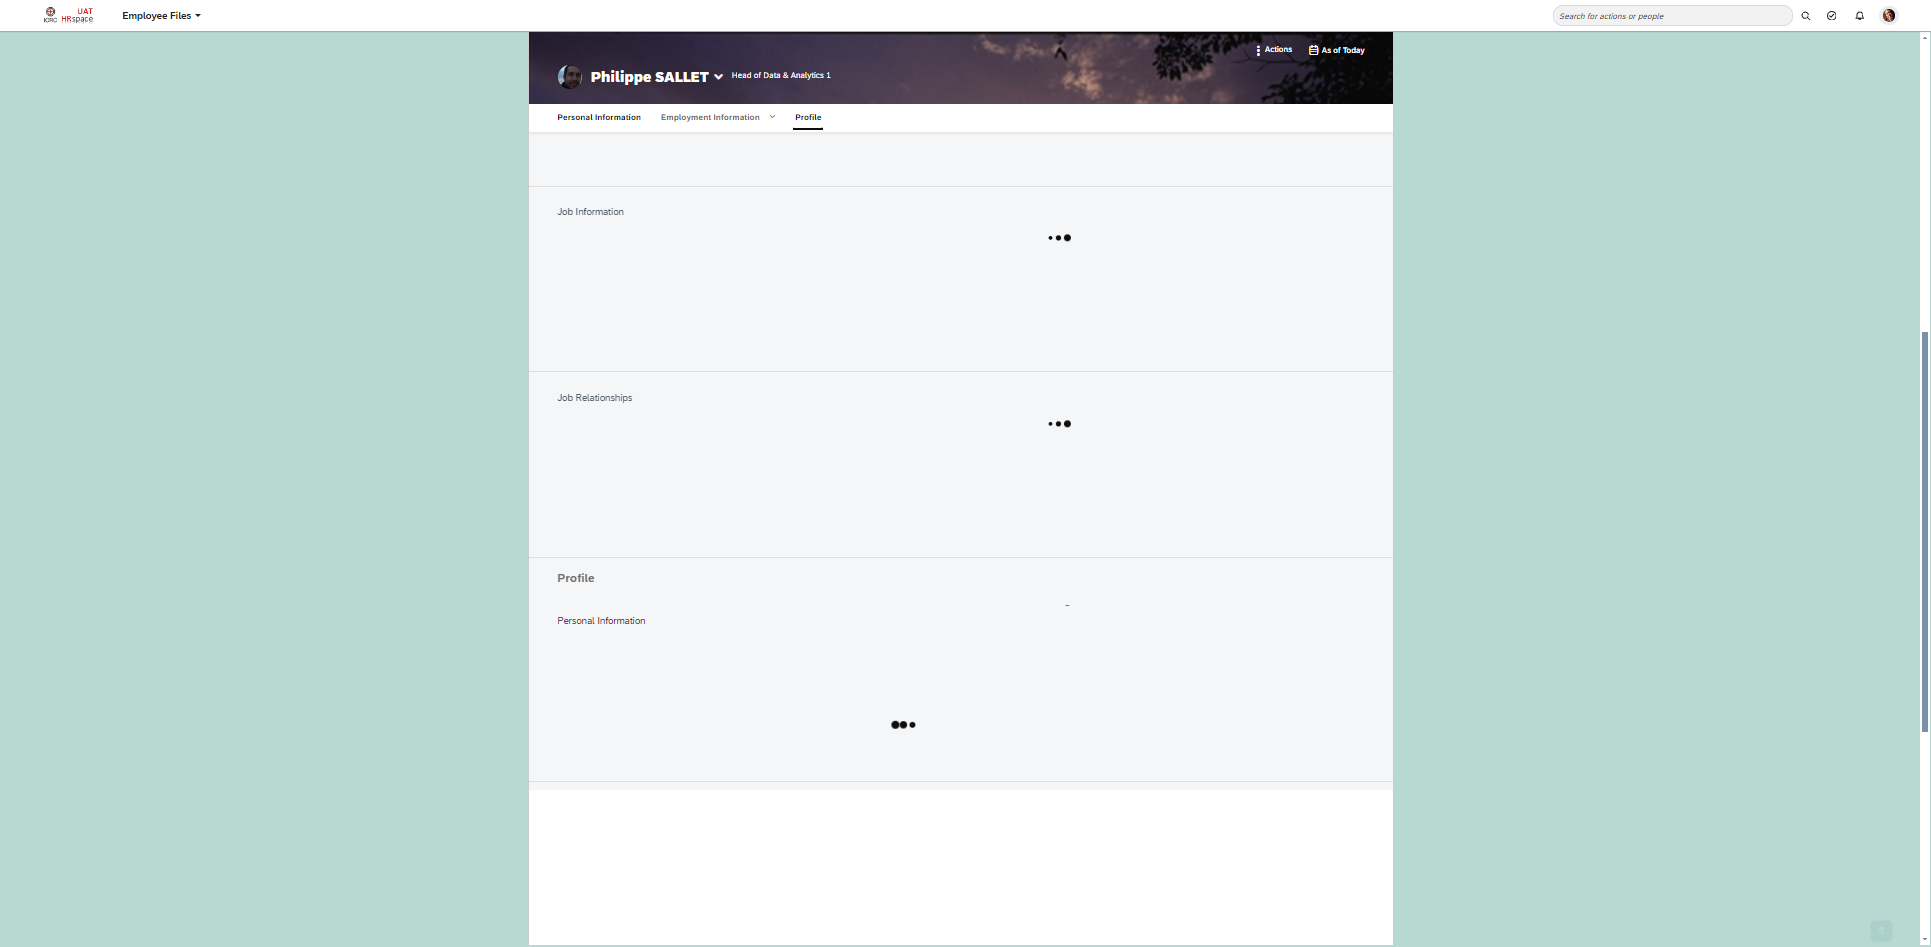 UAT
ICRC HRspace
Employee Files
Search for actions or people
Actions
As of Today
Philippe SALLET
Head of Data & Analytics 1
Personal Information
Employment Information
Profile
Job Information
Job Relationships
Profile
-
Personal Information
?